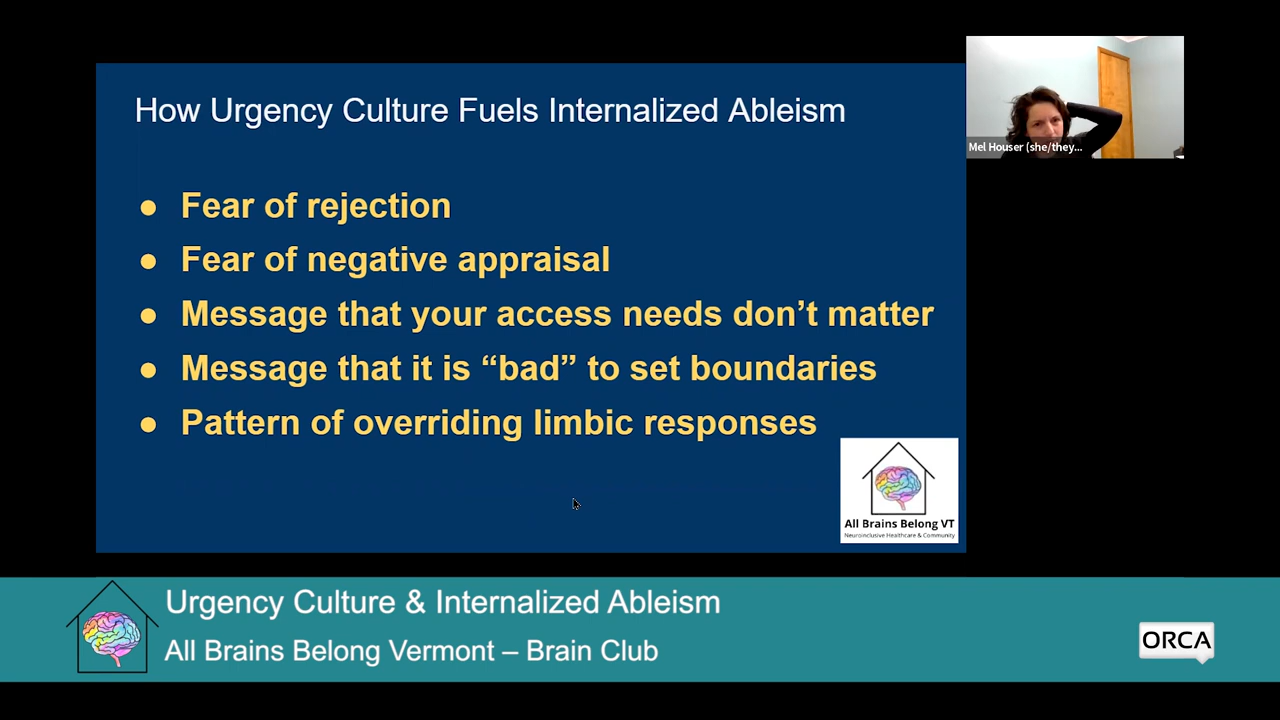 How Urgency Culture Fuels Internalized Ableism
Mel Houser (she/they...
● Fear of rejection
● Fear of negative appraisal
● Message that your access needs don’t matter
● Message that it is “bad” to set boundaries
● Pattern of overriding limbic responses
All Brains Belong VT
Neuroinclusive Healthcare & Community
Urgency Culture & Internalized Ableism
All Brains Belong Vermont – Brain Club
ORCA